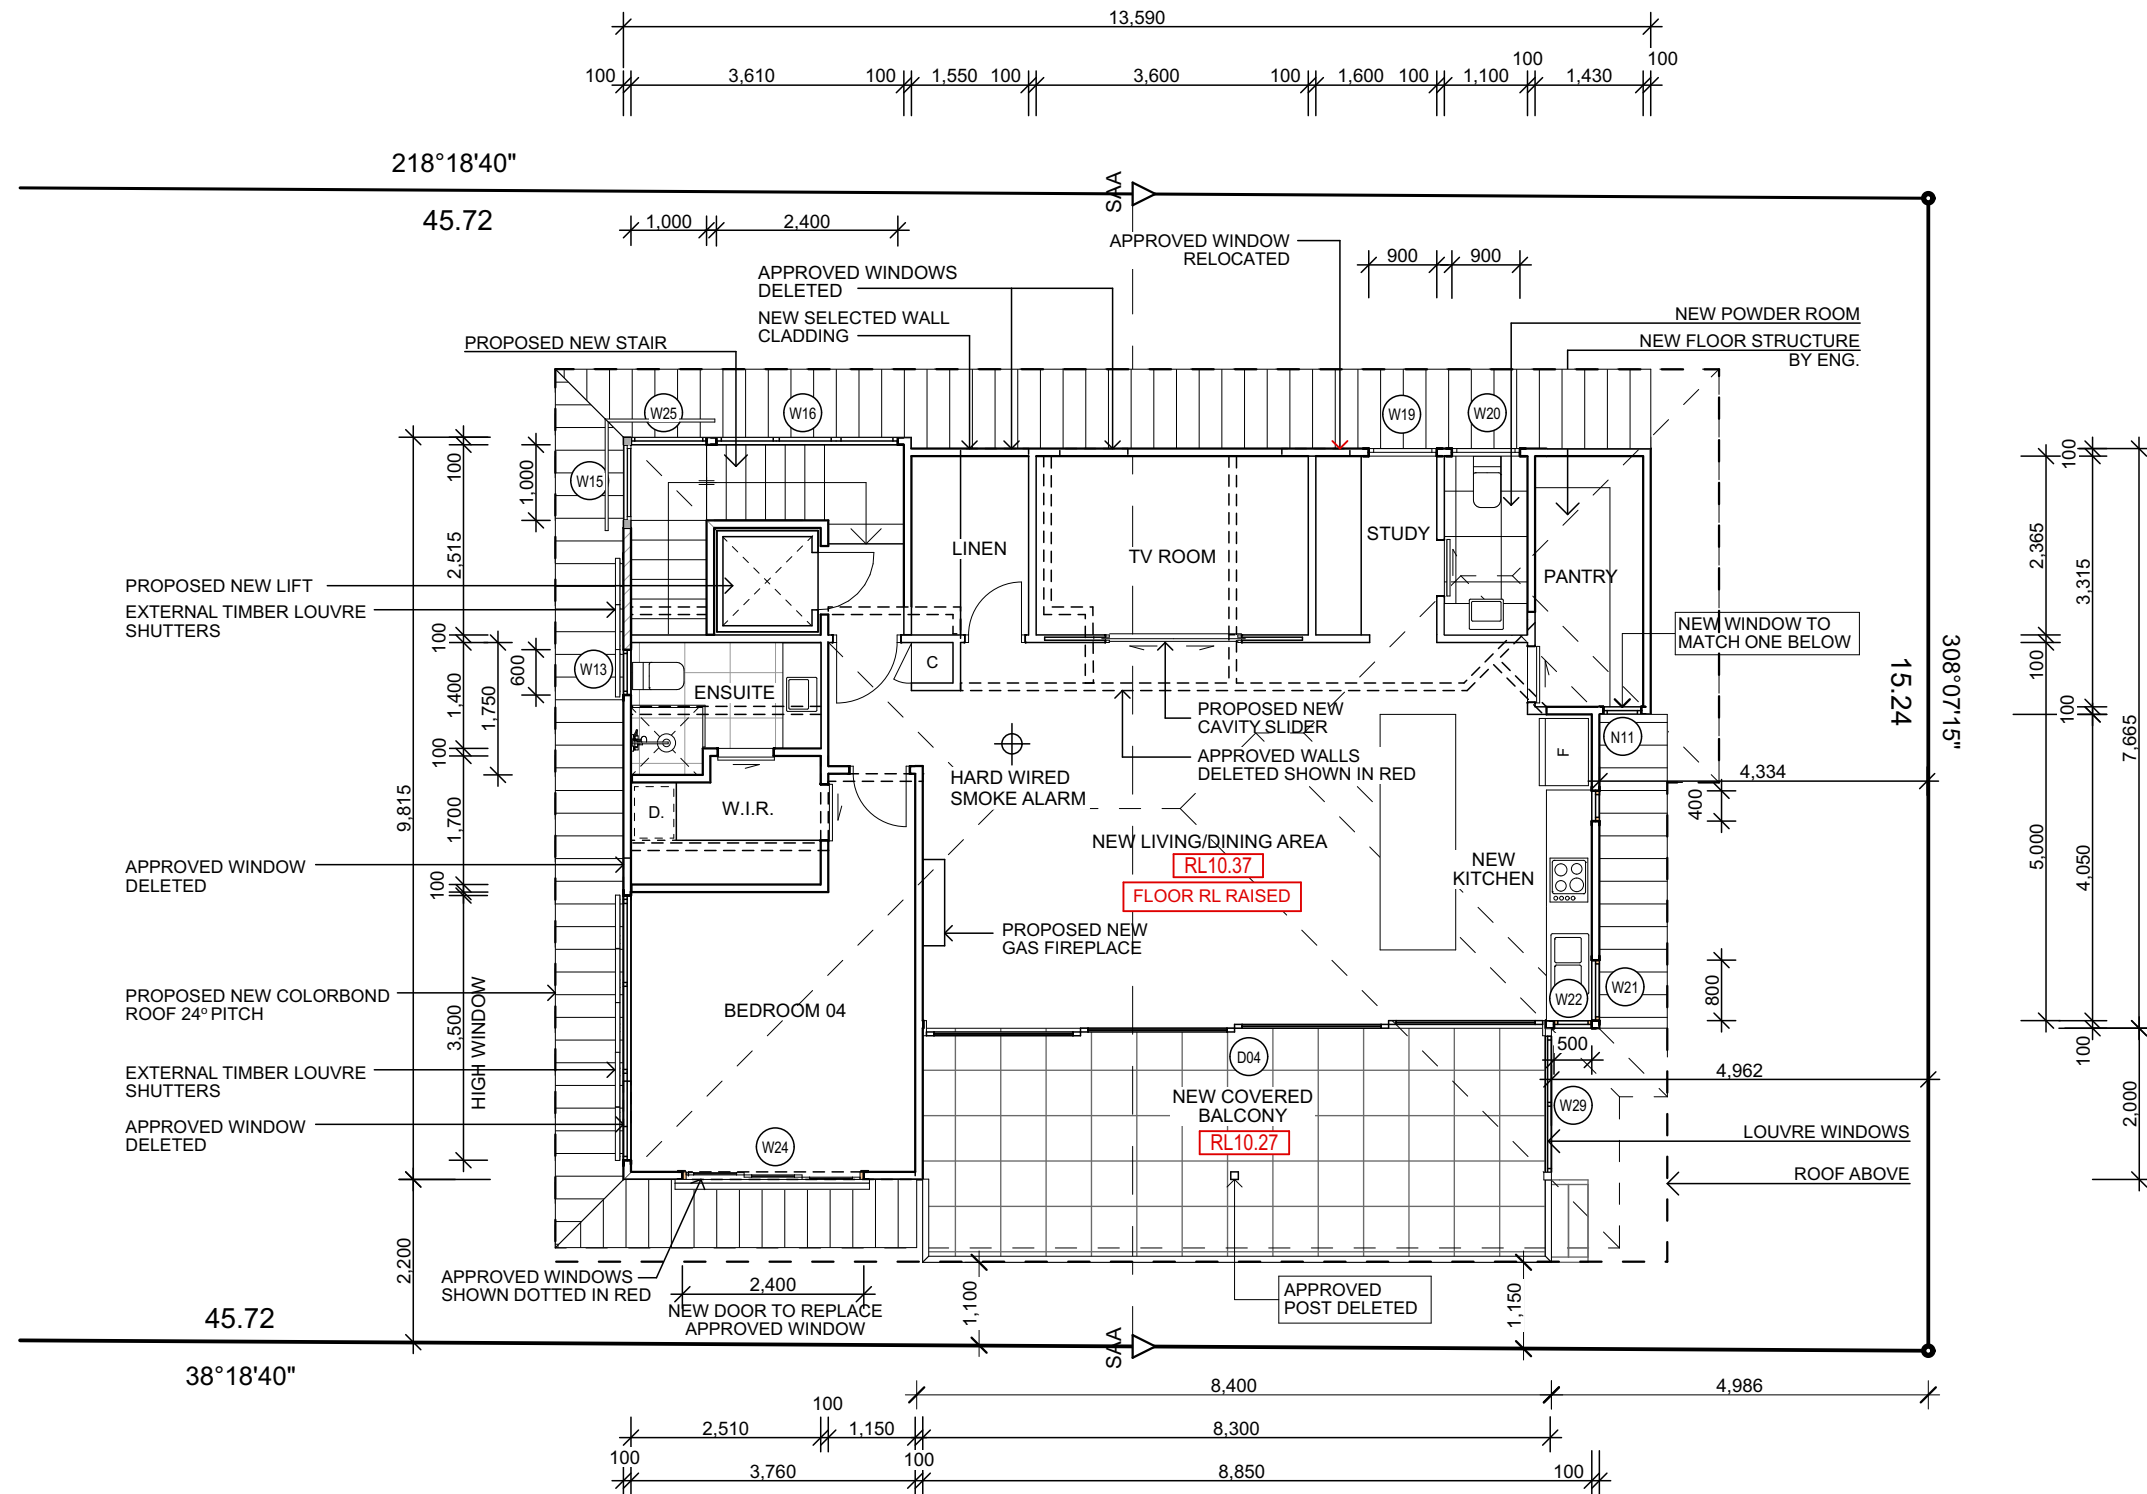 13,590
100 3,610 100 1,550 100 3,600 100 1,600 100 1,100 100 1,430 100
218°18'40"
45.72
SAA
1,000 2,400
APPROVED WINDOW
RELOCATED
900 900
APPROVED WINDOWS
DELETED
NEW SELECTED WALL
CLADDING
PROPOSED NEW STAIR
NEW POWDER ROOM
NEW FLOOR STRUCTURE
BY ENG.
W25 W16 W19 W20
W15
100
1,000
2,515
9,815
LINEN
TV ROOM
STUDY
PANTRY
PROPOSED NEW LIFT
EXTERNAL TIMBER LOUVRE
SHUTTERS
NEW WINDOW TO
MATCH ONE BELOW
100
600
1,400
1,750
W13
ENSUITE
C
PROPOSED NEW
CAVITY SLIDER
APPROVED WALLS
DELETED SHOWN IN RED
HARD WIRED
SMOKE ALARM
F
N11
4,334
400
308°07'15"
15.24
100
2,365
3,315
100
100
7,665
5,000
4,050
100
1,700
D.
W.I.R.
NEW LIVING/DINING AREA
RL10.37
FLOOR RL RAISED
NEW
KITCHEN
APPROVED WINDOW
DELETED
100
PROPOSED NEW
GAS FIREPLACE
PROPOSED NEW COLORBOND
ROOF 24° PITCH
3,500
HIGH WINDOW
BEDROOM 04
W22
W21
800
EXTERNAL TIMBER LOUVRE
SHUTTERS
D04
500
4,962
100
2,000
NEW COVERED
BALCONY
RL10.27
W29
APPROVED WINDOW
DELETED
W24
LOUVRE WINDOWS
ROOF ABOVE
2,200
APPROVED WINDOWS
SHOWN DOTTED IN RED
2,400
NEW DOOR TO REPLACE
APPROVED WINDOW
1,100
APPROVED
POST DELETED
1,150
45.72
SAA
38°18'40"
8,400 4,986
100
2,510 1,150 8,300
100 3,760 100 8,850 100